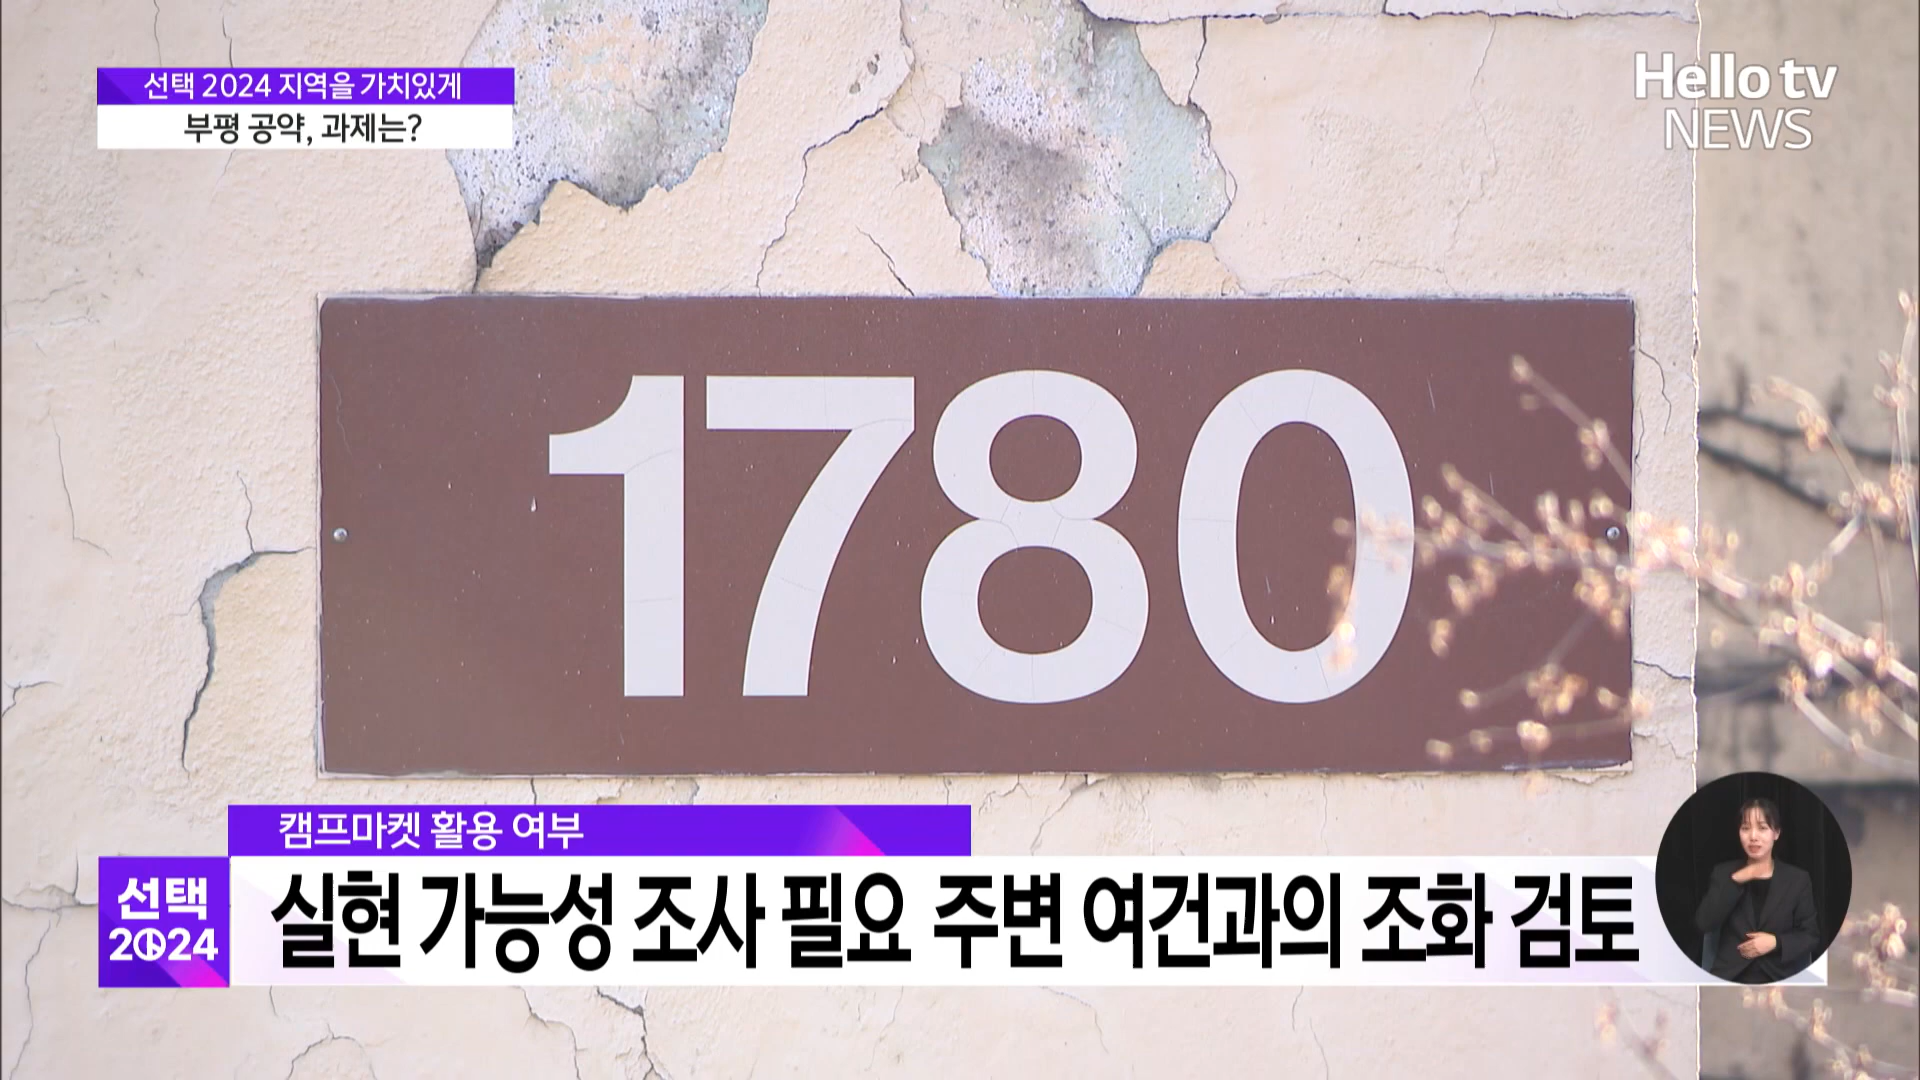 선택 2024 지역을 가치있게
부평 공약, 과제는?
Hello tv
NEWS
1780
캠프마켓 활용 여부
선택
2024
실현 가능성 조사 필요 주변 여건과의 조화 검토